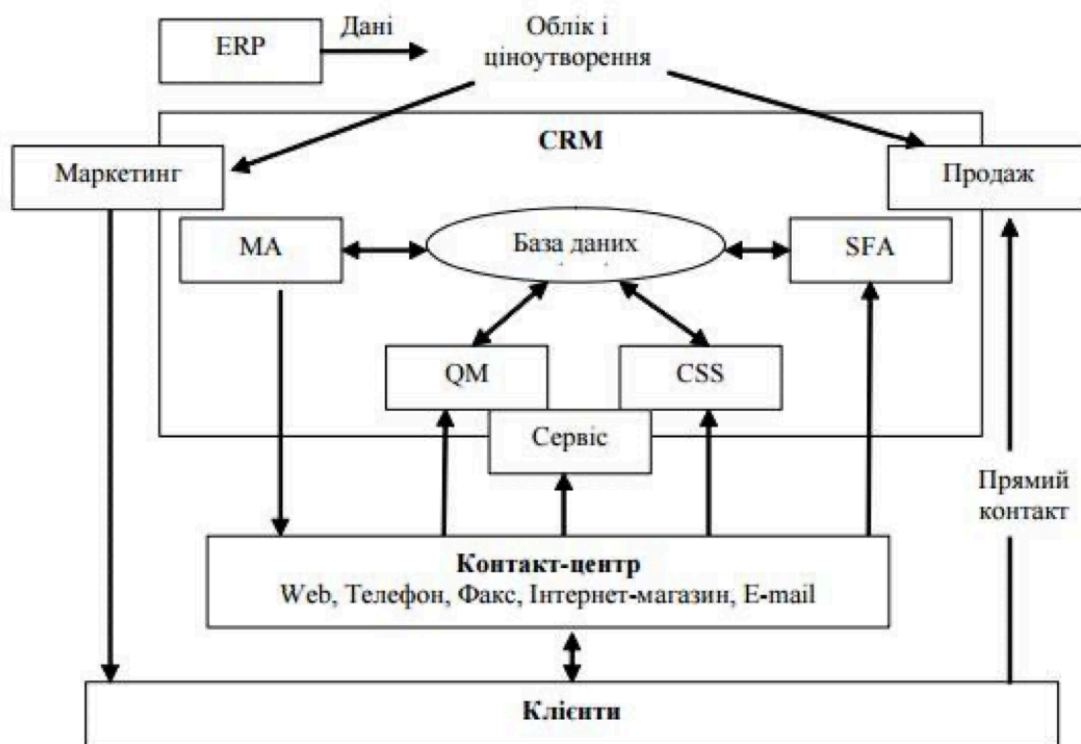 ERP
Дані
Облік і
ціноутворення
CRM
Маркетинг
Продаж
MA
База даних
SFA
QM
CSS
Сервіс
Прямий
контакт
Контакт-центр
Web, Телефон, Факс, Інтернет-магазин, E-mail
Клієнти